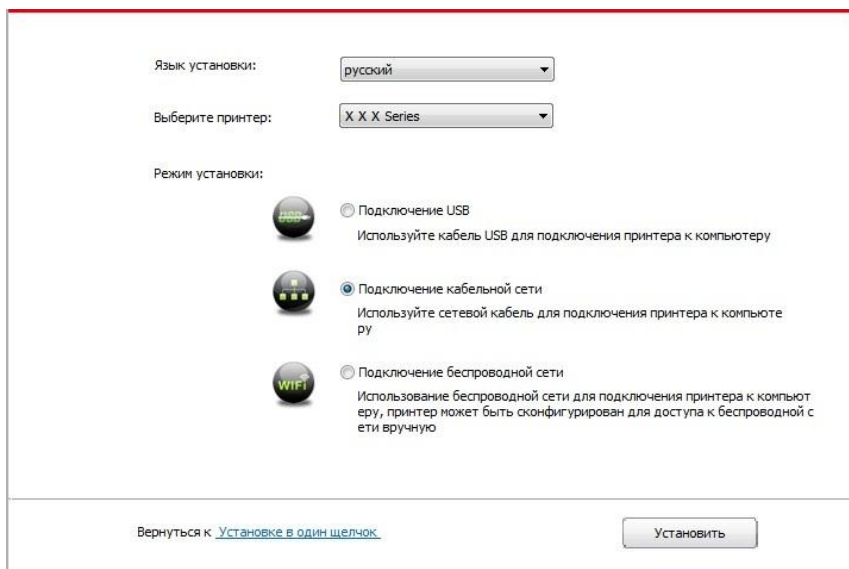 Язык установки:
русский
Выберите принтер:
X X X Series
Режим установки:
USB
Подключение USB
Используйте кабель USB для подключения принтера к компьютеру
Подключение кабельной сети
Используйте сетевой кабель для подключения принтера к компьюте
ру
WiFi
Подключение беспроводной сети
Использование беспроводной сети для подключения принтера к компьют
еру, принтер может быть сконфигурирован для доступа к беспроводной с
ети вручную
Вернуться к Установке в один щелчок
Установить